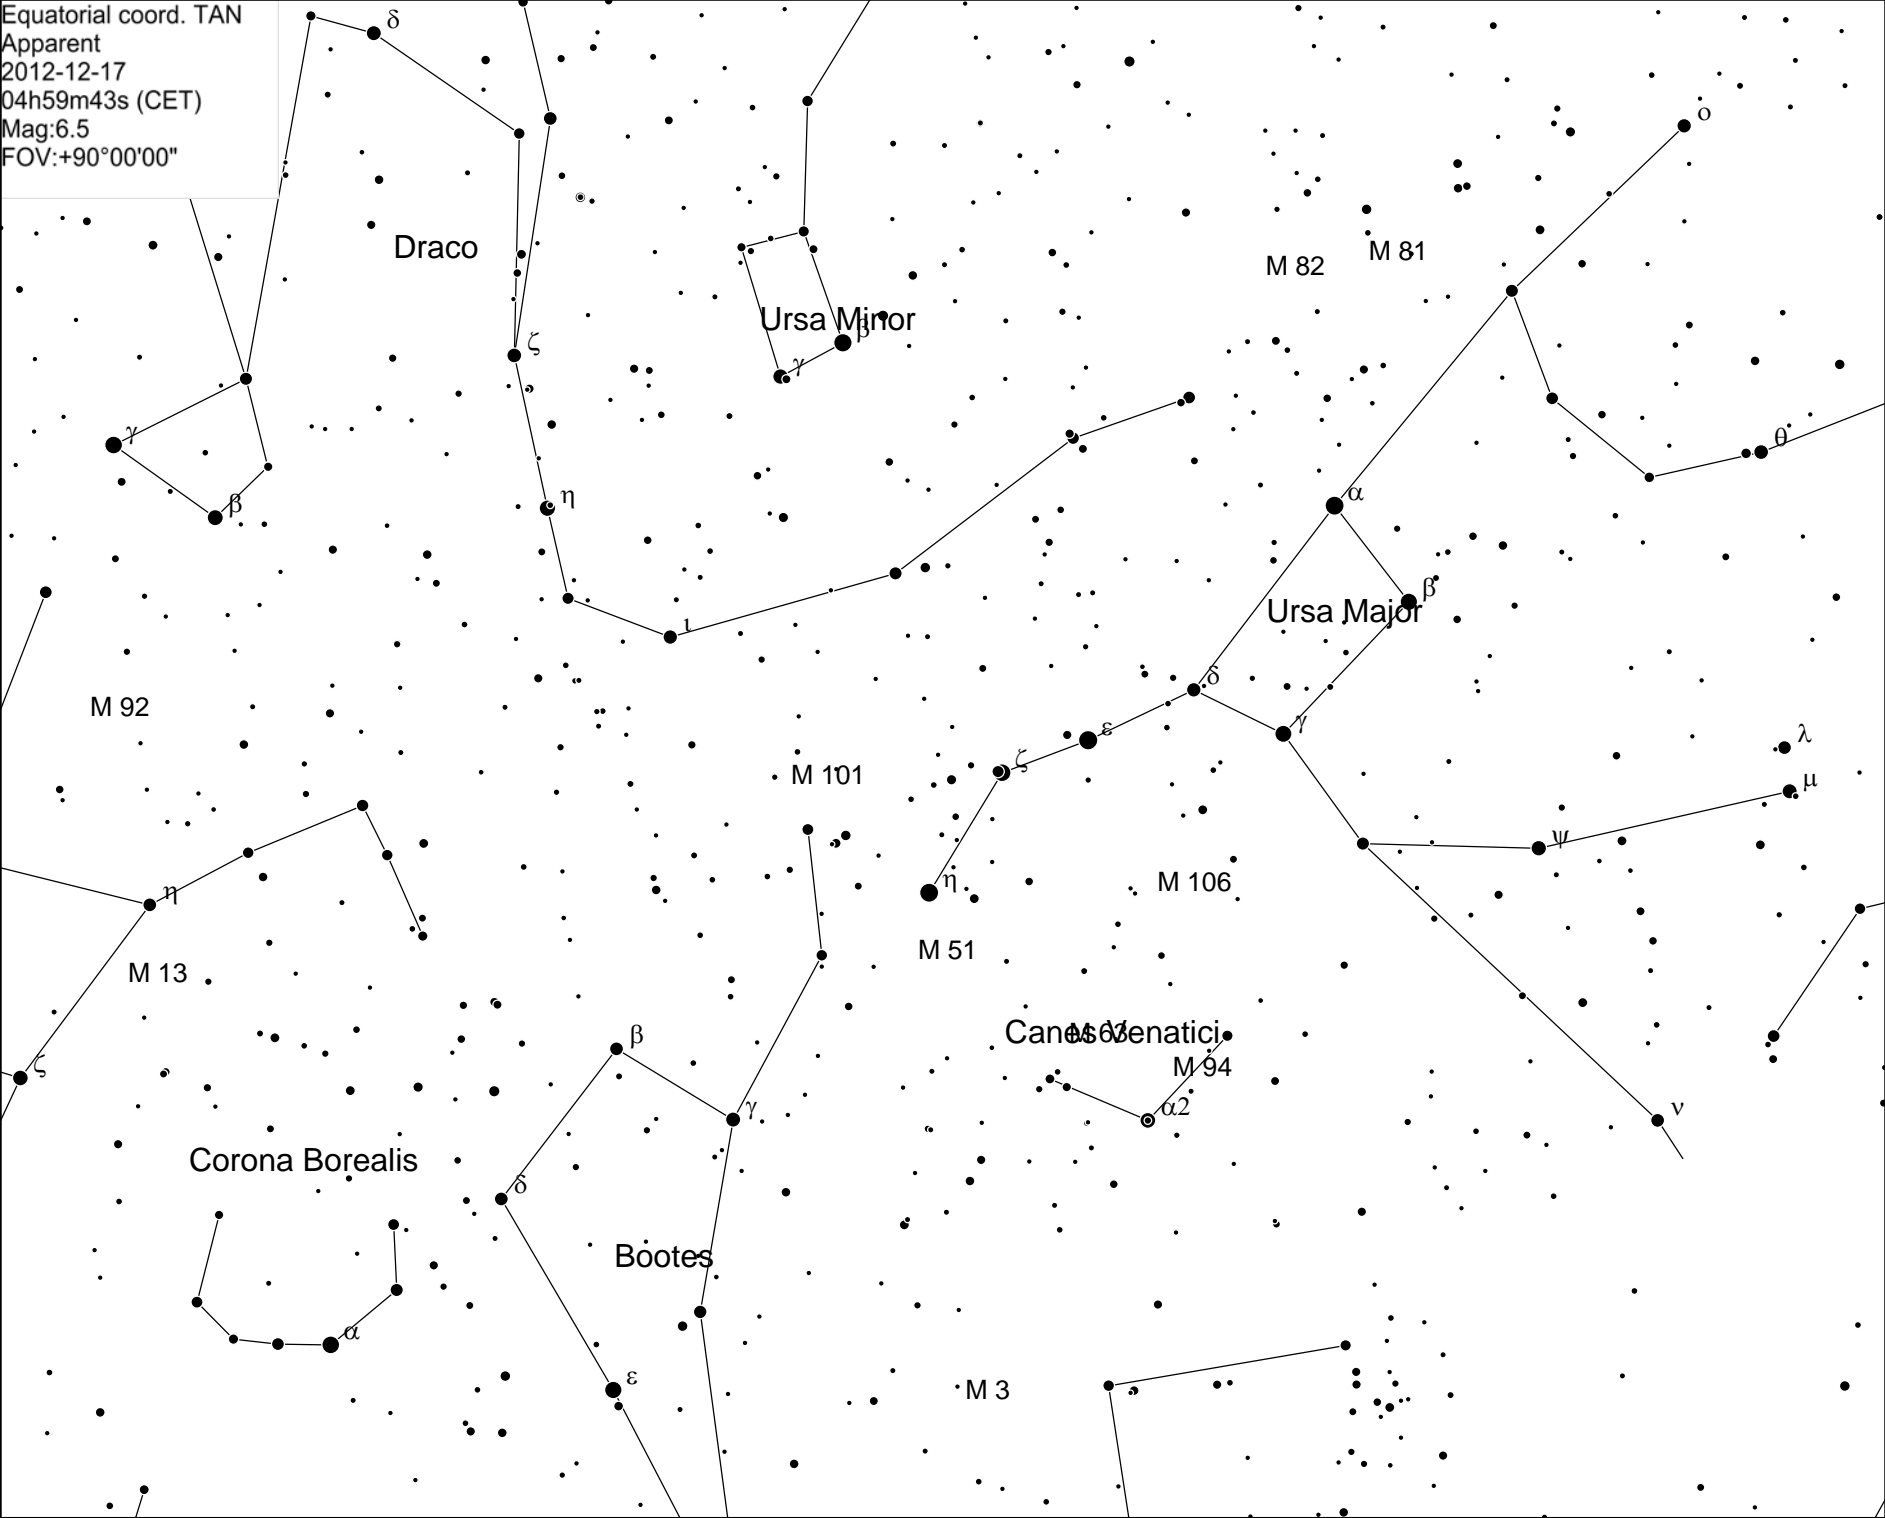 Equatorial coord. TAN
Apparent
2012-12-17
04h59m43s (CET)
Mag:6.5
FOV:+90°00'00"
δ
ο
Draco
M 82
M 81
Ursa Minor
β
ζ
γ
γ
θ
β
η
α
β
Ursa Major
ι
δ
M 92
γ
ε
λ
ζ
M 101
μ
ψ
η
η
M 106
M 51
M 13
β
Canes Venatici
M 63
ζ
M 94
γ
α2
ν
Corona Borealis
δ
Bootes
α
ε
M 3